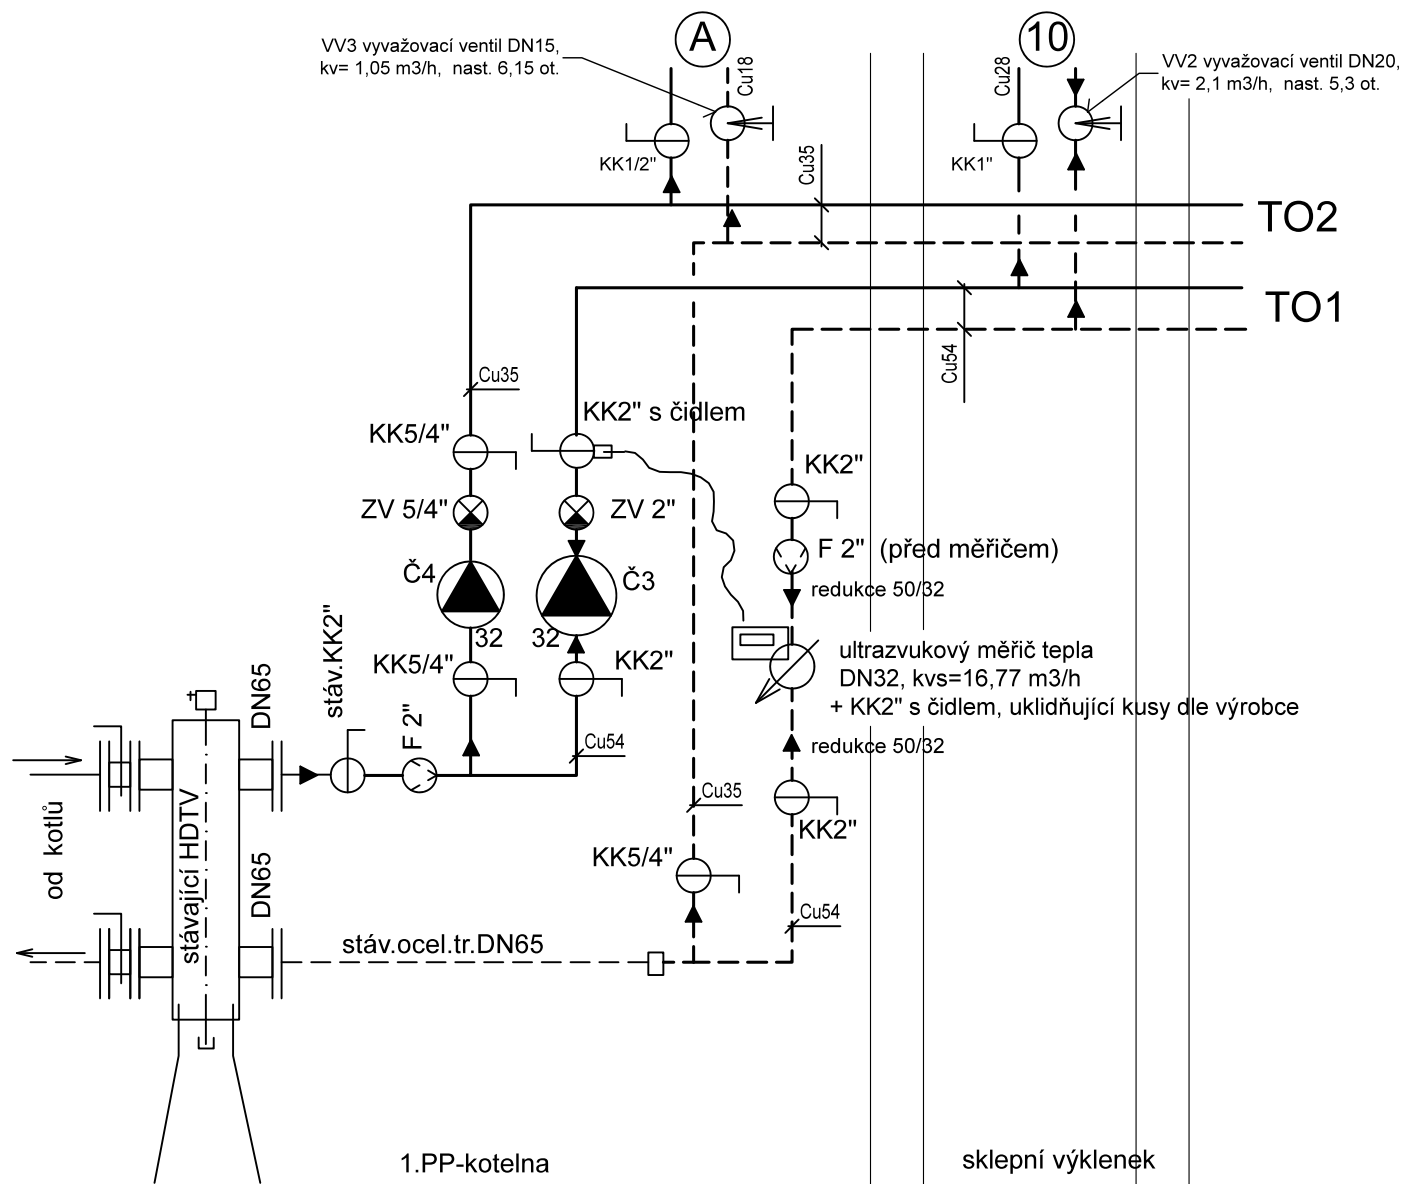 A
10
VV3 vyvažovací ventil DN15,
kv= 1,05 m3/h, nast. 6,15 ot.
VV2 vyvažovací ventil DN20,
kv= 2,1 m3/h, nast. 5,3 ot.
Cu18
Cu28
KK1/2"
Cu35
KK1"
TO2
TO1
Cu54
Cu35
KK2" s čidlem
KK5/4"
KK2"
ZV 5/4"
ZV 2"
F 2" (před měřičem)
Č4
Č3
redukce 50/32
32
32
stáv.KK2"
ultrazvukový měřič tepla
DN32, kvs=16,77 m3/h
+ KK2" s čidlem, uklidňující kusy dle výrobce
KK5/4"
KK2"
DN65
F 2"
Cu54
redukce 50/32
Cu35
KK2"
od kotlů
stávající HDTV
DN65
KK5/4"
Cu54
stáv.ocel.tr.DN65
1.PP-kotelna
sklepní výklenek